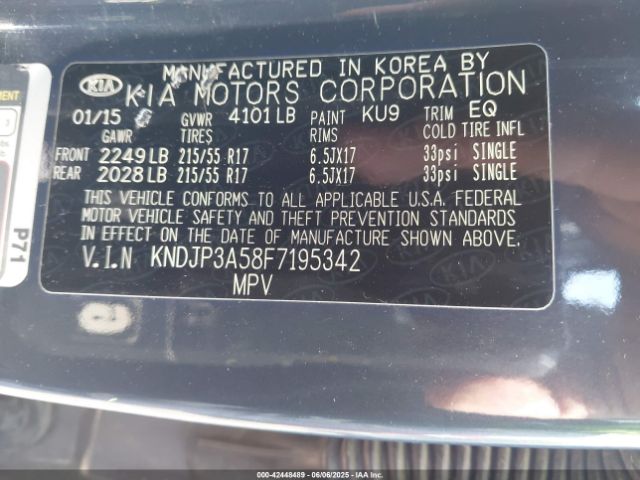 MANUFACTURED IN KOREA BY
KIA KIA MOTORS CORPORATION
01/15 GVWR 4101 LB PAINT KU9 TRIM EQ
GAWR TIRES RIMS COLD TIRE INFL
FRONT 2249 LB 215/55 R17 6.5JX17 33psi SINGLE
REAR 2028 LB 215/55 R17 6.5JX17 33psi SINGLE
THIS VEHICLE CONFORMS TO ALL APPLICABLE U.S.A. FEDERAL
MOTOR VEHICLE SAFETY AND THEFT PREVENTION STANDARDS
IN EFFECT ON THE DATE OF MANUFACTURE SHOWN ABOVE.
V.I.N KNDJP3A58F7195342
MPV
P71
000-42448489 - 06/06/2025 - IAA Inc.